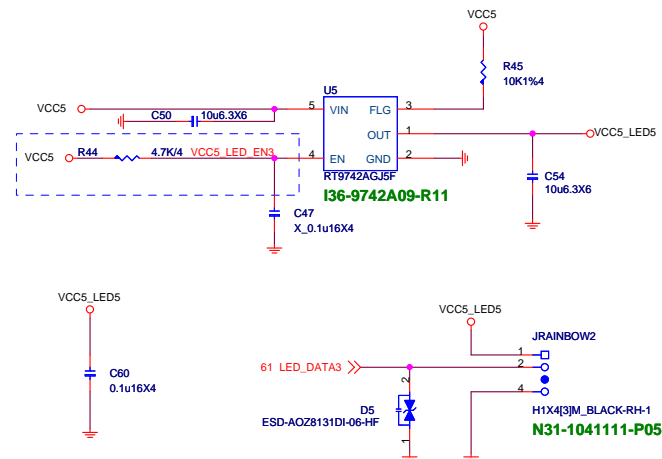 VCC5
R45
10K1%4
U5
VCC5
5
VIN
FLG
3
C50
10u6.3X6
OUT
1
VCC5_LED5
VCC5
R44
4.7K/4
VCC5_LED_EN3
4
EN
GND
2
RT9742AGJ5F
I36-9742A09-R11
C54
10u6.3X6
C47
X_0.1u16X4
VCC5_LED5
VCC5_LED5
C60
0.1u16X4
JRAINBOW2
1
61 LED_DATA3
2
2
D5
ESD-AOZ8131DI-06-HF
1
4
H1X4[3]M_BLACK-RH-1
N31-1041111-P05